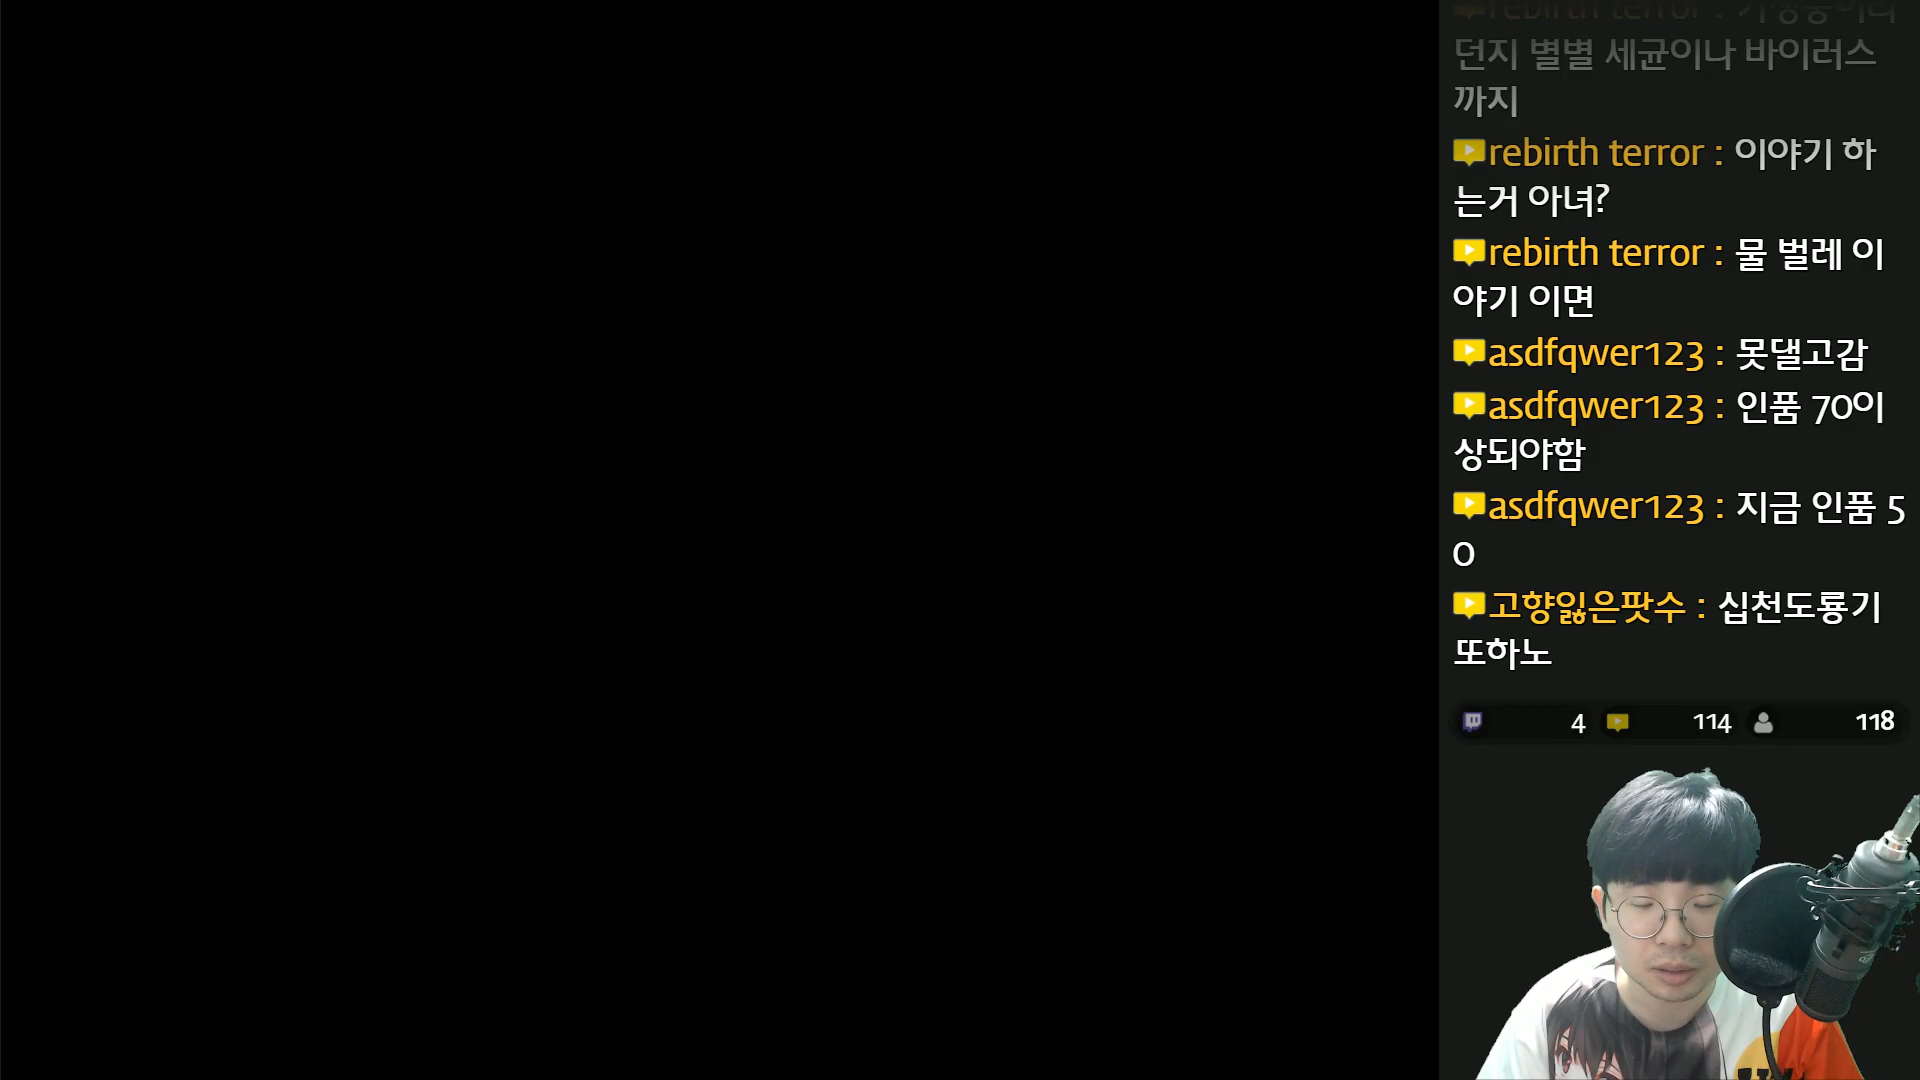 던지 별별 세균이나 바이러스
까지
rebirth terror : 이야기 하
는거 아녀?
rebirth terror : 물 벌레 이
야기 이면
asdfqwer123 : 못댈고감
asdfqwer123 : 인품 70이
상되야함
asdfqwer123 : 지금 인품 5
0
고향잃은팟수 : 십천도룡기
또하노
4 114 118